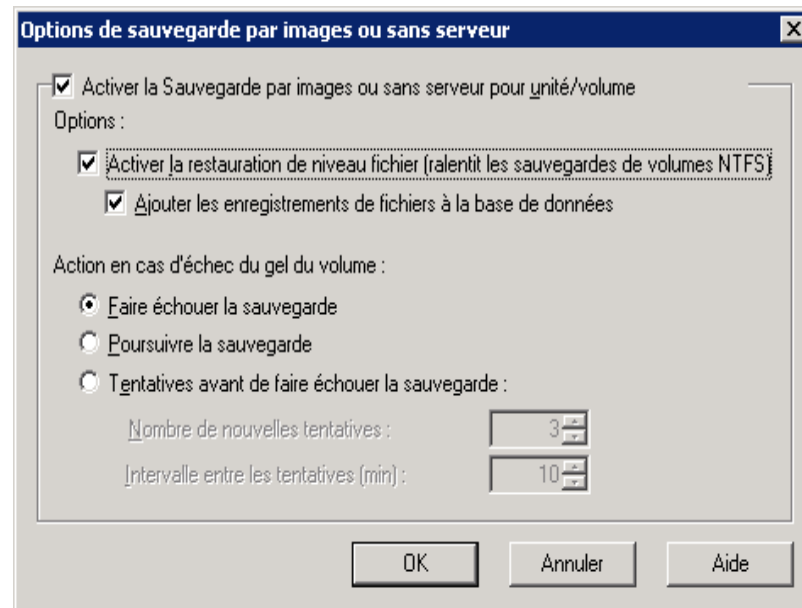 Options de sauvegarde par images ou sans serveur
Activer la Sauvegarde par images ou sans serveur pour unité/volume
Options :
Activer la restauration de niveau fichier (ralentit les sauvegardes de volumes NTFS)
Ajouter les enregistrements de fichiers à la base de données
Action en cas d'échec du gel du volume :
Faire échouer la sauvegarde
Poursuivre la sauvegarde
Tentatives avant de faire échouer la sauvegarde :
Nombre de nouvelles tentatives : 3
Intervalle entre les tentatives (min) : 10
OK Annuler Aide